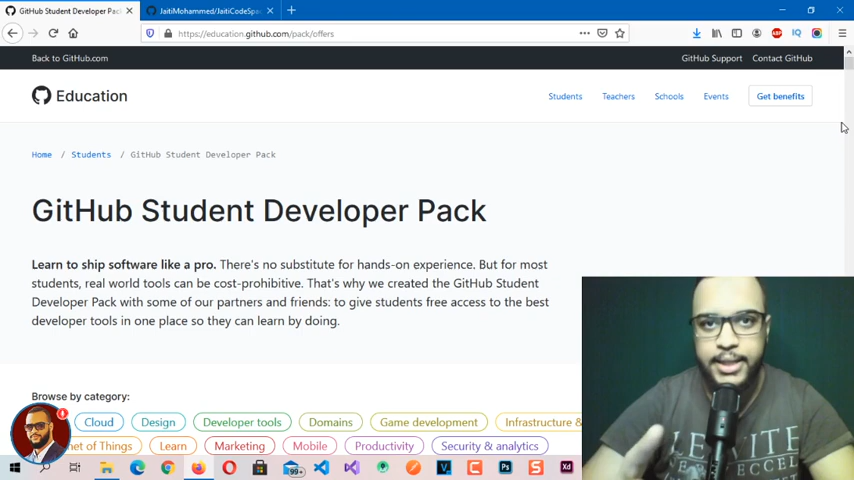 GitHub Student Developer Pack
JaitiMohammed/JaitiCodeSpac
https://education.github.com/pack/offers
ABP
IQ
Back to GitHub.com
GitHub Support
Contact GitHub
Education
Students
Teachers
Schools
Events
Get benefits
Home / Students / GitHub Student Developer Pack
GitHub Student Developer Pack
Learn to ship software like a pro. There's no substitute for hands-on experience. But for most
students, real world tools can be cost-prohibitive. That's why we created the GitHub Student
Developer Pack with some of our partners and friends: to give students free access to the best
developer tools in one place so they can learn by doing.
Browse by category:
Cloud
Design
Developer tools
Domains
Game development
Infrastructure &
net of Things
Learn
Marketing
Mobile
Productivity
Security & analytics
99+
Ps
Xd